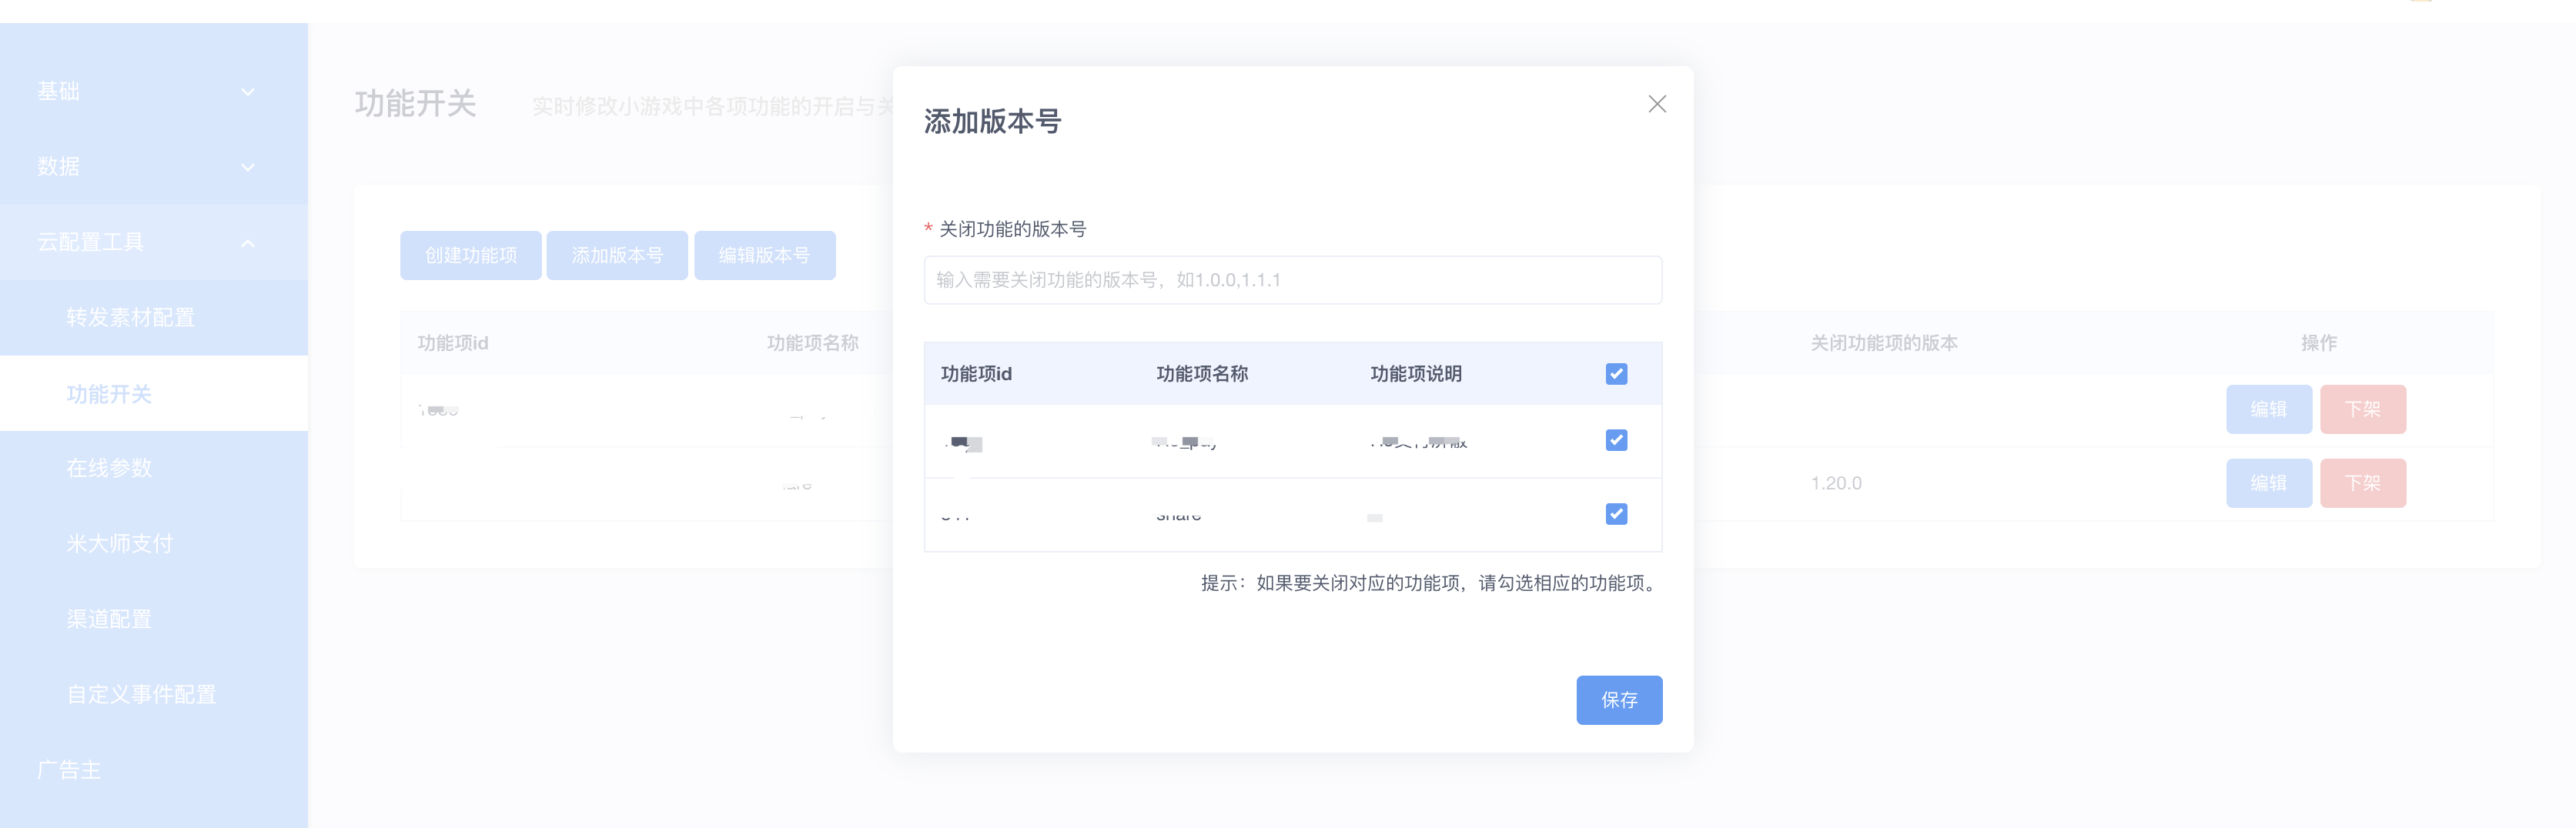 基础
数据
云配置工具
转发素材配置
功能开关
在线参数
米大师支付
渠道配置
自定义事件配置
广告主
功能开关
实时修改小游戏中各项功能的开启与关
创建功能项
添加版本号
编辑版本号
功能项id
功能项名称
关闭功能项的版本
操作
编辑
下架
1.20.0
编辑
下架
添加版本号
* 关闭功能的版本号
输入需要关闭功能的版本号，如1.0.0,1.1.1
功能项id
功能项名称
功能项说明
share
提示：如果要关闭对应的功能项，请勾选相应的功能项。
保存